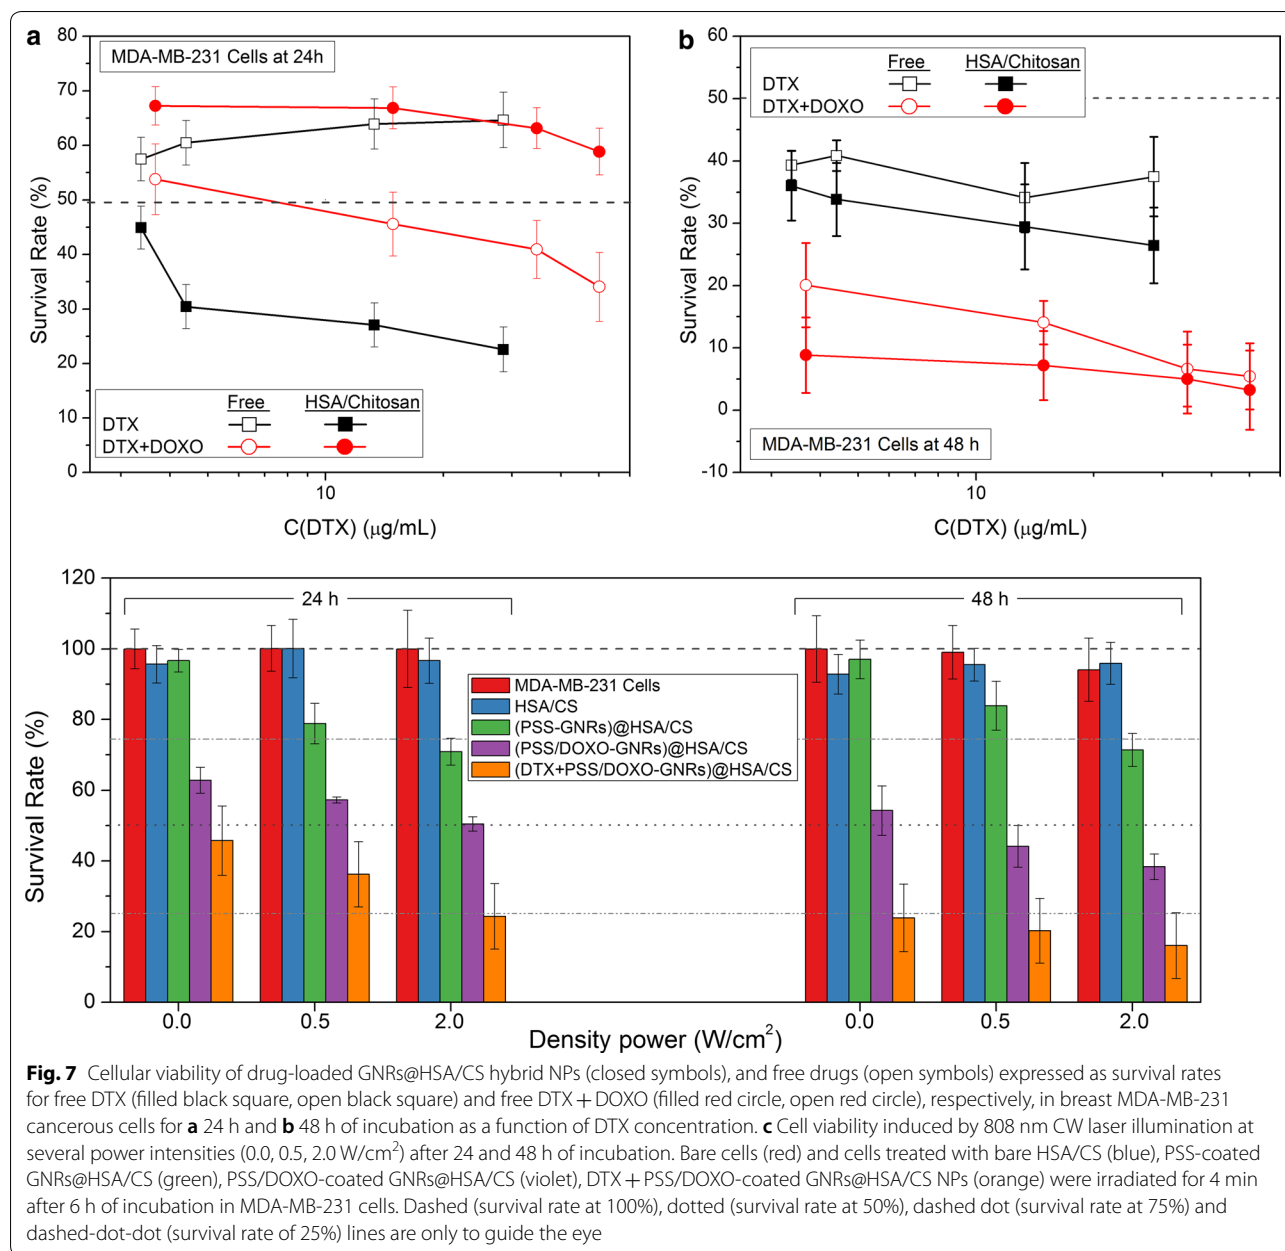 a
MDA-MB-231 Cells at 24h
80
70
60
50
40
30
20
10
0
Survival Rate (%)
Free HSA/Chitosan
DTX
DTX+DOXO
10
C(DTX) (μg/mL)
b
Free HSA/Chitosan
DTX
DTX+DOXO
60
50
40
30
20
10
0
-10
Survival Rate (%)
MDA-MB-231 Cells at 48 h
10
C(DTX) (μg/mL)
120
100
80
60
40
20
0
Survival Rate (%)
24 h
48 h
MDA-MB-231 Cells
HSA/CS
(PSS-GNRs)@HSA/CS
(PSS/DOXO-GNRs)@HSA/CS
(DTX+PSS/DOXO-GNRs)@HSA/CS
0.0 0.5 2.0 0.0 0.5 2.0
Density power (W/cm²)
Fig. 7 Cellular viability of drug-loaded GNRs@HSA/CS hybrid NPs (closed symbols), and free drugs (open symbols) expressed as survival rates
for free DTX (filled black square, open black square) and free DTX + DOXO (filled red circle, open red circle), respectively, in breast MDA-MB-231
cancerous cells for a 24 h and b 48 h of incubation as a function of DTX concentration. c Cell viability induced by 808 nm CW laser illumination at
several power intensities (0.0, 0.5, 2.0 W/cm²) after 24 and 48 h of incubation. Bare cells (red) and cells treated with bare HSA/CS (blue), PSS-coated
GNRs@HSA/CS (green), PSS/DOXO-coated GNRs@HSA/CS (violet), DTX + PSS/DOXO-coated GNRs@HSA/CS NPs (orange) were irradiated for 4 min
after 6 h of incubation in MDA-MB-231 cells. Dashed (survival rate at 100%), dotted (survival rate at 50%), dashed dot (survival rate at 75%) and
dashed-dot-dot (survival rate of 25%) lines are only to guide the eye